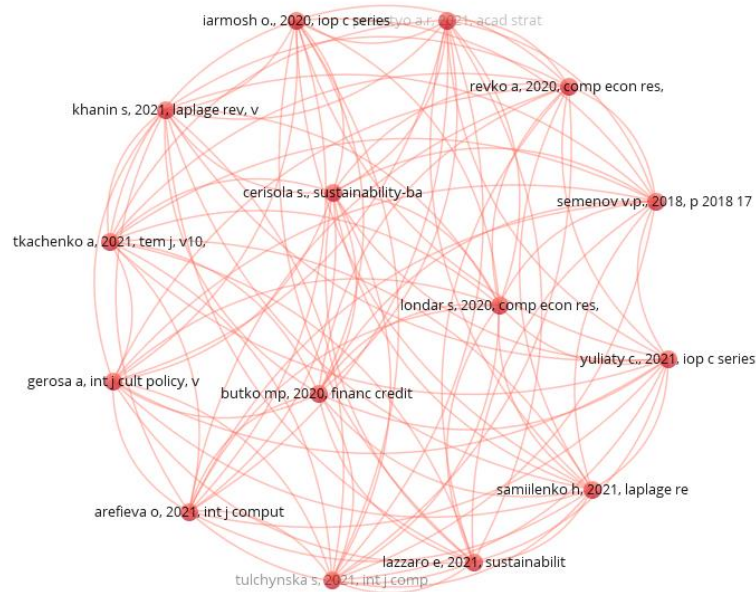 iarmosh o., 2020, iop c series
tyo a.r, 2021, acad strat
revko a, 2020, comp econ res,
khanin s, 2021, laplage rev, v
cerisola s., sustainability-ba
semenov v.p., 2018, p 2018 17
tkachenko a, 2021, tem j, v10,
londar s, 2020, comp econ res,
yuliaty c., 2021, iop c series
gerosa a, int j cult policy, v
butko mp, 2020, financ credit
samiilenko h, 2021, laplage re
arefieva o, 2021, int j comput
lazzaro e, 2021, sustainabilit
tulchynska s, 2021, int j comp